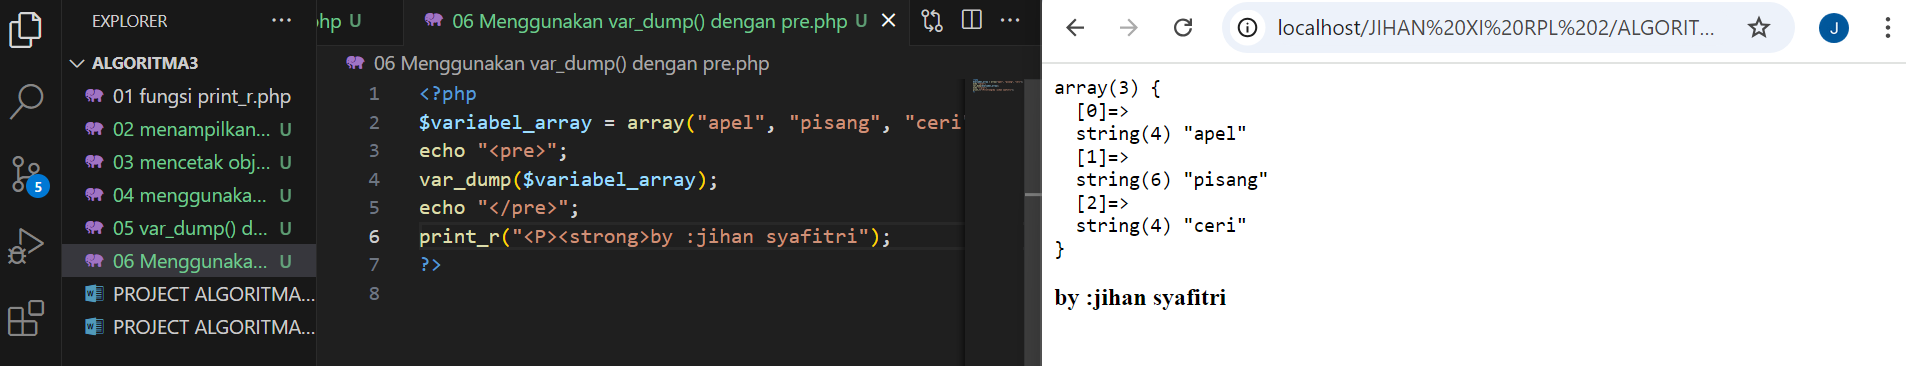 EXPLORER
ALGORITMA3
01 fungsi print_r.php
02 menampilkan... U
03 mencetak obj... U
04 menggunaka... U
05 var_dump() d... U
06 Menggunaka... U
PROJECT ALGORITMA...
PROJECT ALGORITMA...
5
php U
06 Menggunakan var_dump() dengan pre.php U
06 Menggunakan var_dump() dengan pre.php
1 <?php
2 $variabel_array = array("apel", "pisang", "ceri"
3 echo "<pre>";
4 var_dump($variabel_array);
5 echo "</pre>";
6 print_r("<P><strong>by :jihan syafitri");
7 ?>
8
localhost/JIHAN%20XI%20RPL%202/ALGORIT...
J
array(3) {
  [0]=>
  string(4) "apel"
  [1]=>
  string(6) "pisang"
  [2]=>
  string(4) "ceri"
}
by :jihan syafitri